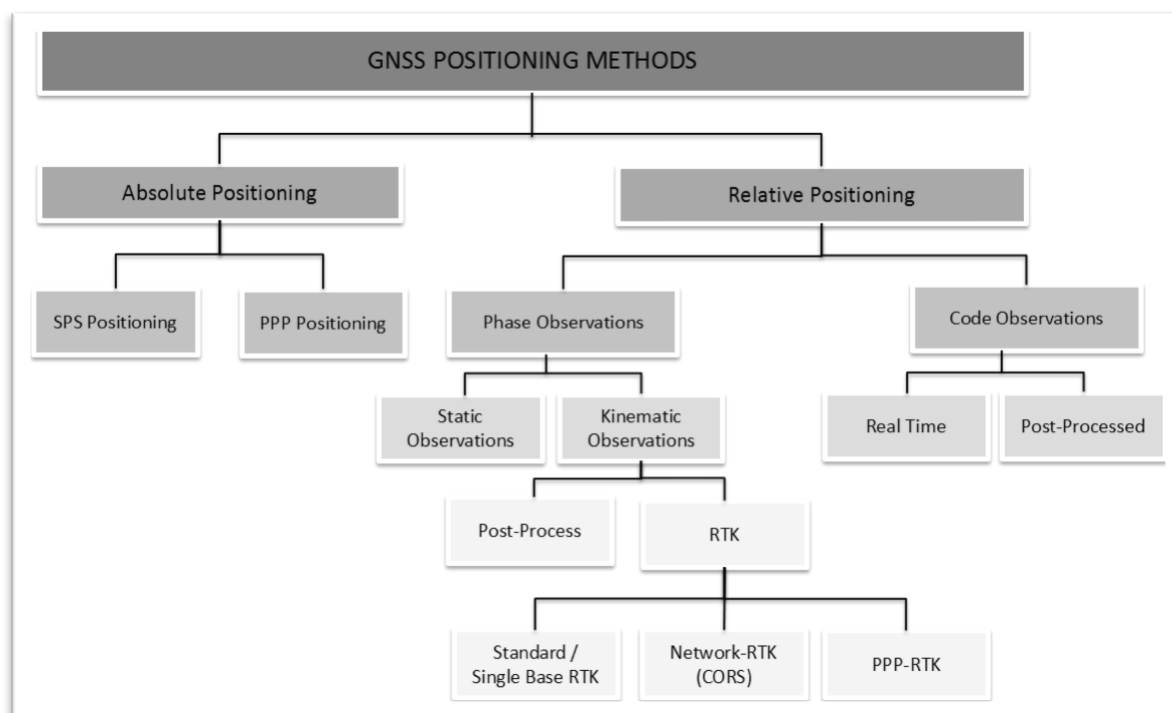 GNSS POSITIONING METHODS
Absolute Positioning
Relative Positioning
SPS Positioning
PPP Positioning
Phase Observations
Code Observations
Static
Observations
Kinematic
Observations
Real Time
Post-Processed
Post-Process
RTK
Standard /
Single Base RTK
Network-RTK
(CORS)
PPP-RTK